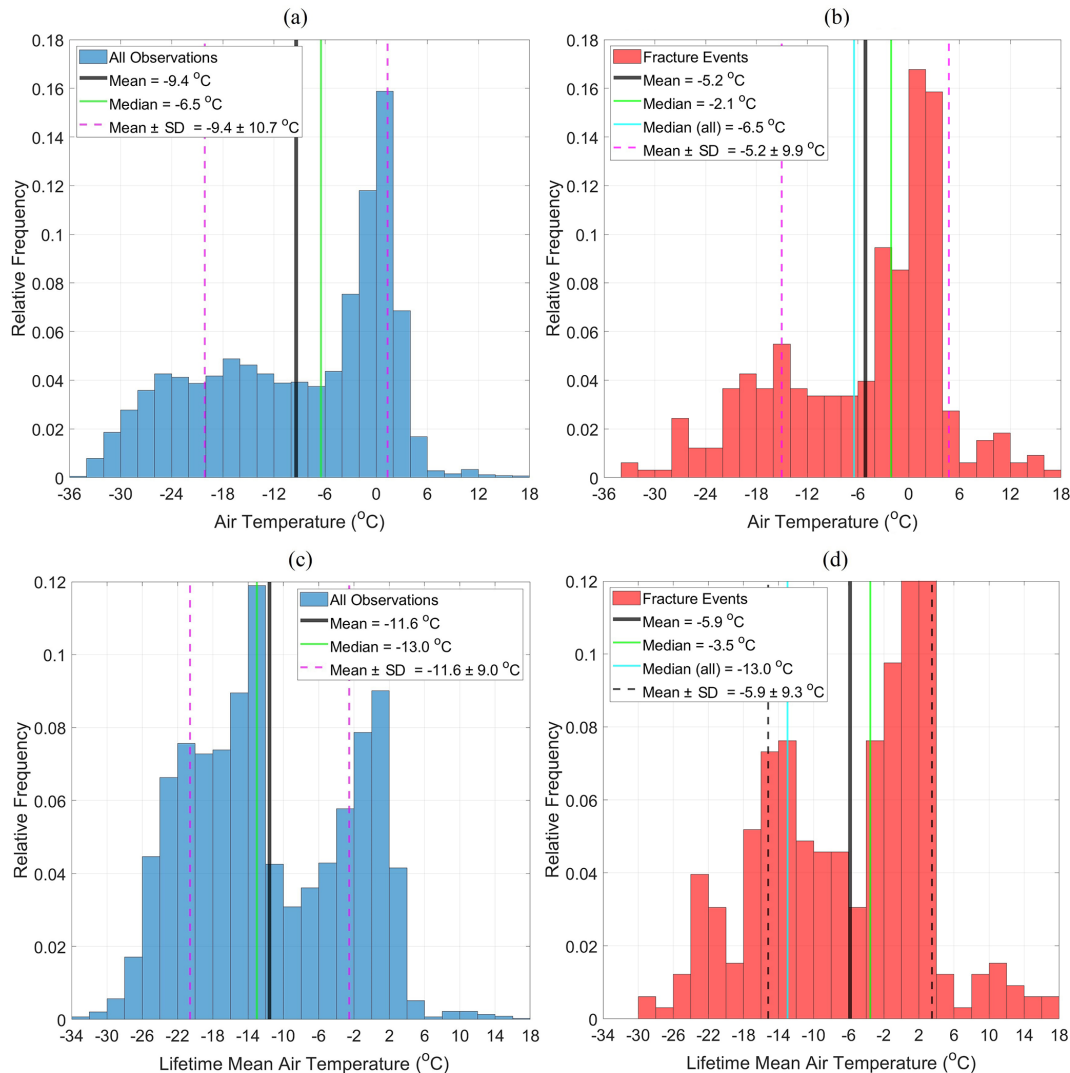 (a)
0.18
0.16
0.14
0.12
0.1
0.08
0.06
0.04
0.02
0
Relative Frequency
All Observations
Mean = -9.4 °C
Median = -6.5 °C
Mean ± SD = -9.4 ± 10.7 °C
-36 -30 -24 -18 -12 -6 0 6 12 18
Air Temperature (°C)
(b)
0.18
0.16
0.14
0.12
0.1
0.08
0.06
0.04
0.02
0
Relative Frequency
Fracture Events
Mean = -5.2 °C
Median = -2.1 °C
Median (all) = -6.5 °C
Mean ± SD = -5.2 ± 9.9 °C
-36 -30 -24 -18 -12 -6 0 6 12 18
Air Temperature (°C)
(c)
0.12
0.1
0.08
0.06
0.04
0.02
0
Relative Frequency
All Observations
Mean = -11.6 °C
Median = -13.0 °C
Mean ± SD = -11.6 ± 9.0 °C
-34 -30 -26 -22 -18 -14 -10 -6 -2 2 6 10 14 18
Lifetime Mean Air Temperature (°C)
(d)
0.12
0.1
0.08
0.06
0.04
0.02
0
Relative Frequency
Fracture Events
Mean = -5.9 °C
Median = -3.5 °C
Median (all) = -13.0 °C
Mean ± SD = -5.9 ± 9.3 °C
-34 -30 -26 -22 -18 -14 -10 -6 -2 2 6 10 14 18
Lifetime Mean Air Temperature (°C)